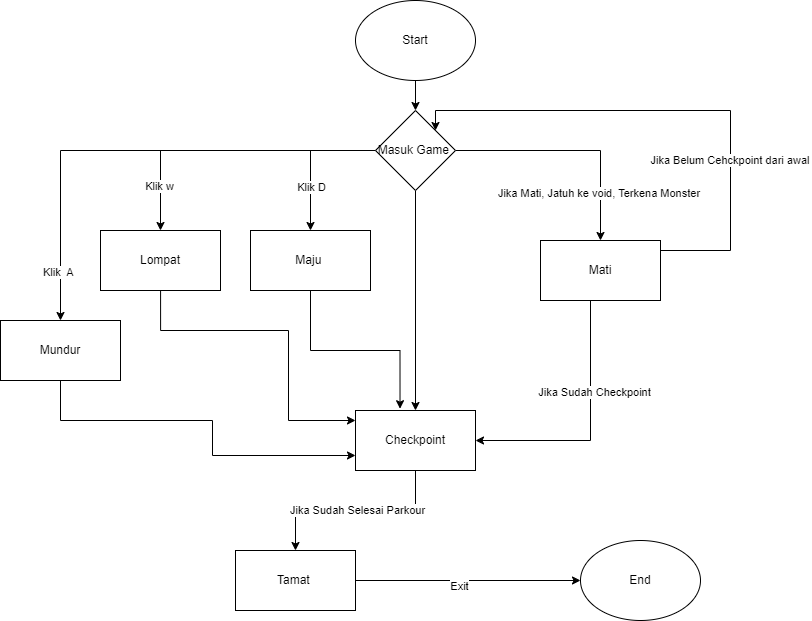 Start
Masuk Game
Jika Belum Cehckpoint dari awal
Klik w
Klik D
Jika Mati, Jatuh ke void, Terkena Monster
Lompat
Maju
Mati
Klik A
Mundur
Jika Sudah Checkpoint
Checkpoint
Jika Sudah Selesai Parkour
Tamat
Exit
End